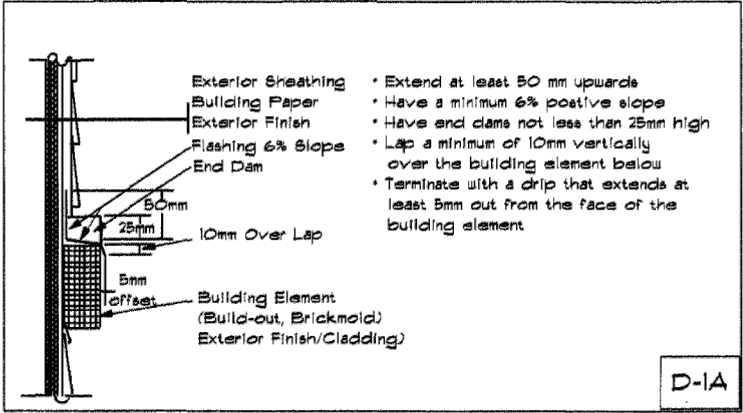 Exterior Sheathing
Building Paper
Exterior Finish
Flashing 6% Slope
End Dam
50mm
25mm
10mm Over Lap
5mm
offset
Building Element
(Build-out, Brickmold)
Exterior Finish/Cladding)
• Extend at least 50 mm upwards
• Have a minimum 6% postive slope
• Have end dams not less than 25mm high
• Lap a minimum of 10mm vertically
over the building element below
• Terminate with a drip that extends at
least 5mm out from the face of the
building element
D-1A